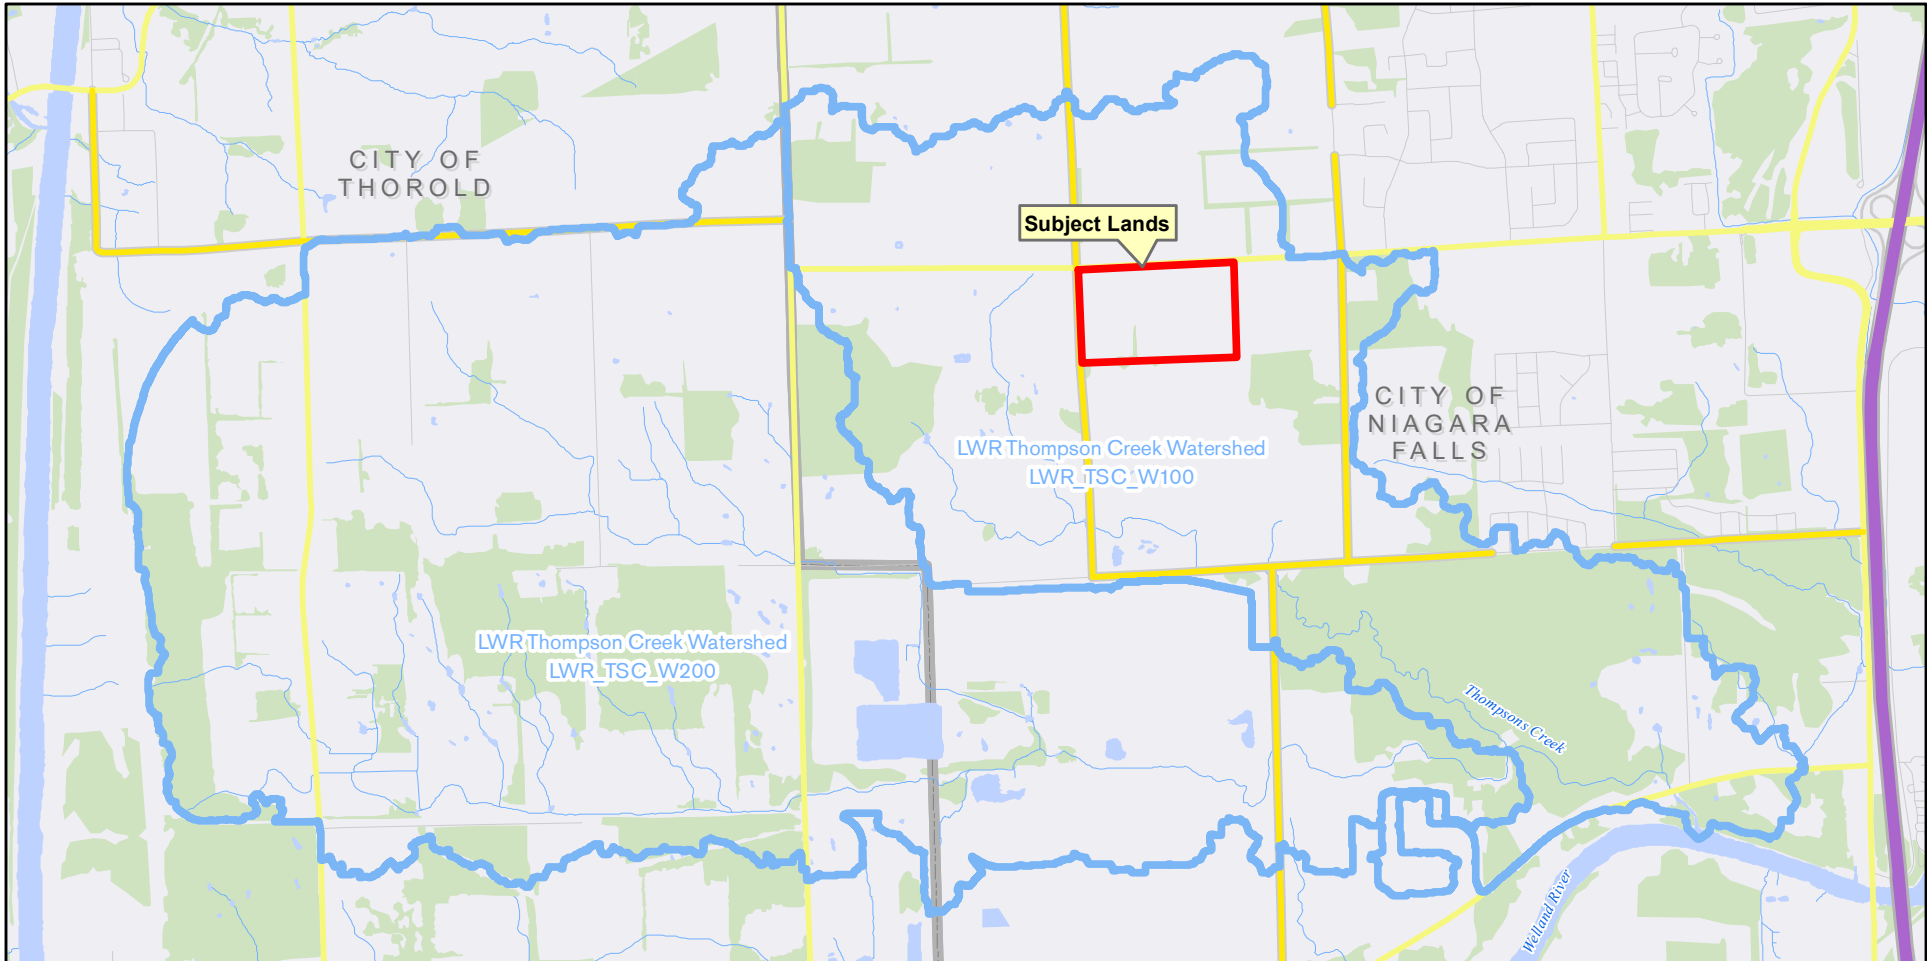 CITY OF
THOROLD
Subject Lands
CITY OF
NIAGARA
FALLS
LWR Thompson Creek Watershed
LWR_TSC_W100
LWR Thompson Creek Watershed
LWR_TSC_W200
Thompsons Creek
Welland River